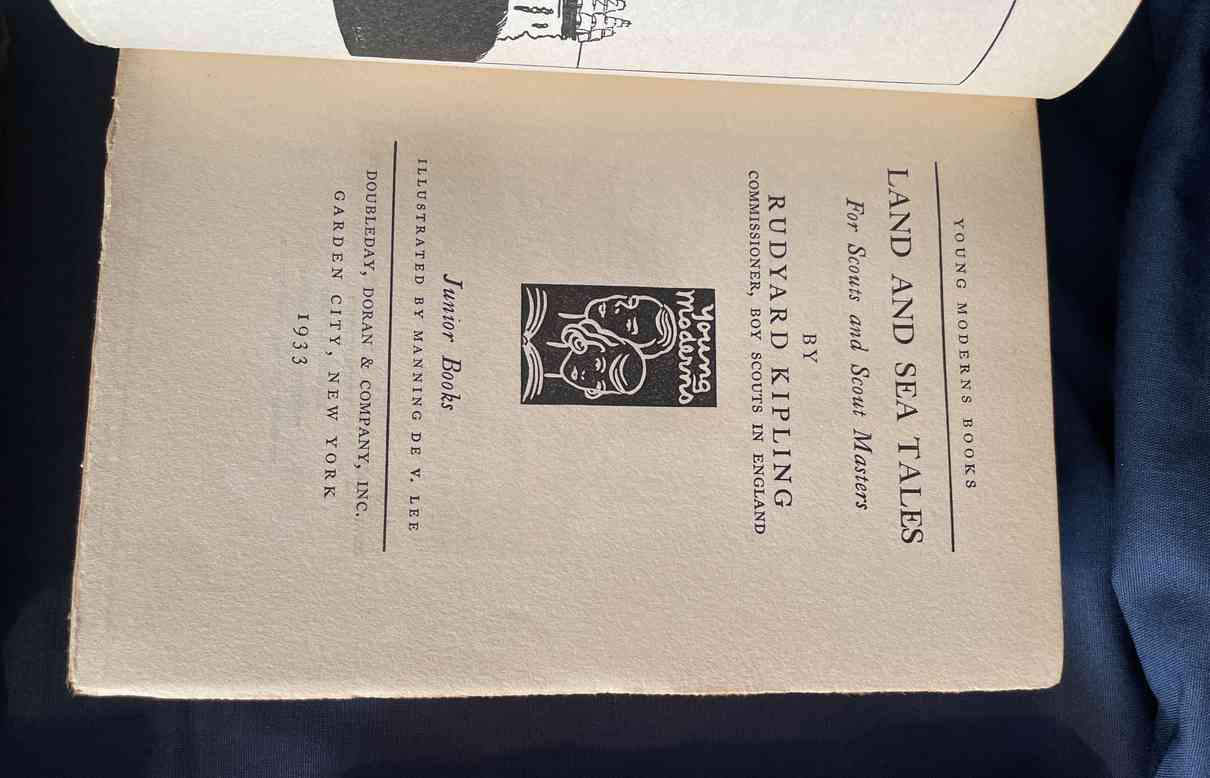 YOUNG MODERNS BOOKS
LAND AND SEA TALES
For Scouts and Scout Masters
BY
RUDYARD KIPLING
COMMISSIONER, BOY SCOUTS IN ENGLAND
Young
Moderns
Junior Books
ILLUSTRATED BY MANNING DE V. LEE
DOUBLEDAY, DORAN & COMPANY, INC.
GARDEN CITY, NEW YORK
1933